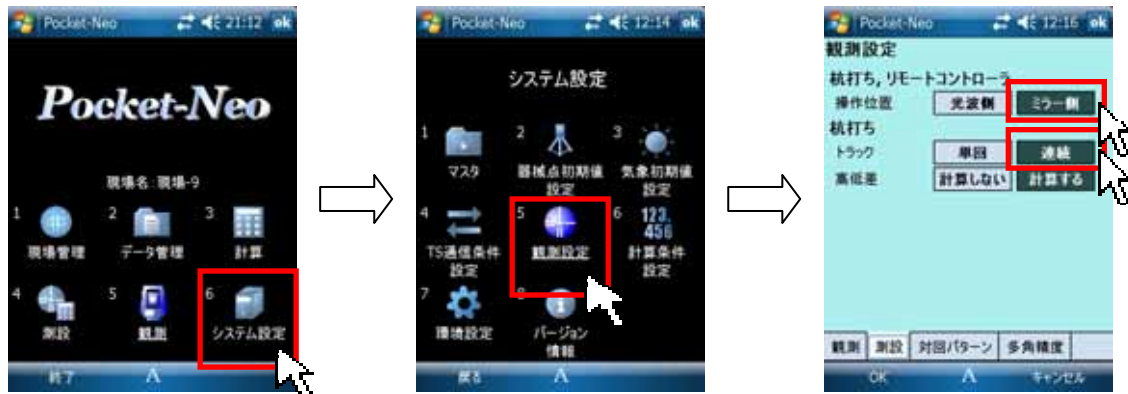 Pocket-Neo 21:12 ok
Pocket-Neo
現場名:現場-9
1 2 3
現場管理 データ管理 計算
4 5 6
測設 観測 システム設定
終了 A
Pocket-Neo 12:14 ok
システム設定
1 2 3
マスタ 器械点初期値設定 気象初期値設定
4 5 6 123. 456
TS通信条件設定 観測設定 計算条件設定
7 8
環境設定 バージョン情報
戻る A
Pocket-Neo 12:16 ok
観測設定
杭打ち,リモートコントローラ
操作位置 光波側 ミラー側
杭打ち
トラック 単回 連続
高低差 計算しない 計算する
観測 測設 対回パターン 多角精度
OK A キャンセル